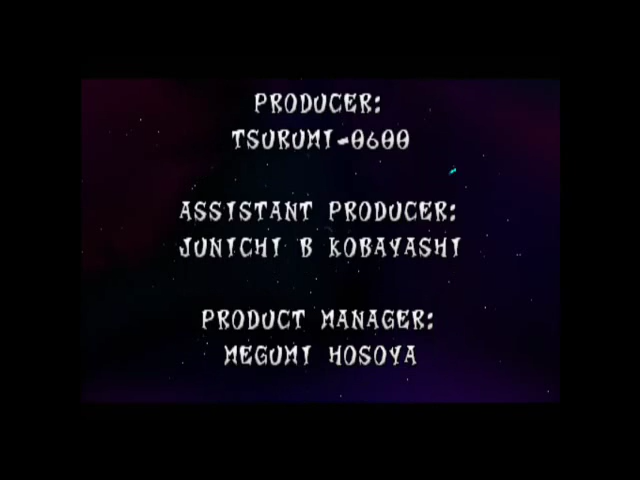 PRODUCER:
TSURUMI-0600
ASSISTANT PRODUCER:
JUNICHI B KOBAYASHI
PRODUCT MANAGER:
MEGUMI HOSOYA